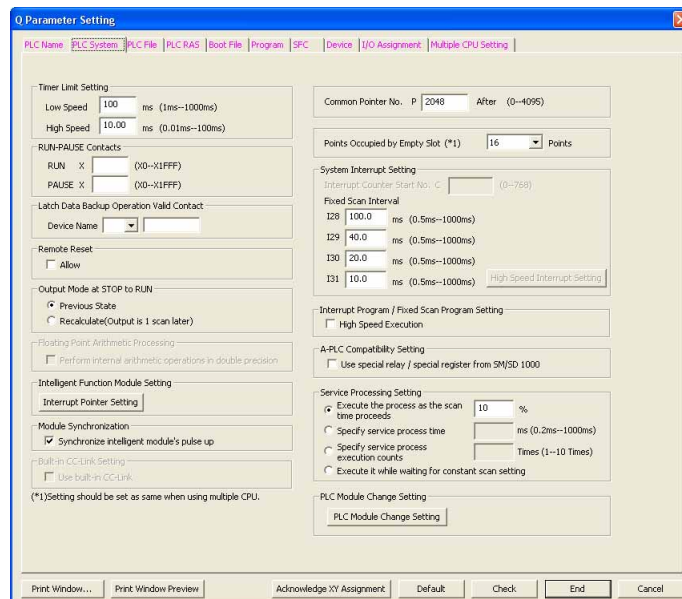 Q Parameter Setting
PLC Name PLC System PLC File PLC RAS Boot File Program SFC Device I/O Assignment Multiple CPU Setting
Timer Limit Setting
Low Speed 100 ms (1ms--1000ms)
High Speed 10.00 ms (0.01ms--100ms)
RUN-PAUSE Contacts
RUN X (X0--X1FFF)
PAUSE X (X0--X1FFF)
Latch Data Backup Operation Valid Contact
Device Name
Remote Reset
Allow
Output Mode at STOP to RUN
Previous State
Recalculate(Output is 1 scan later)
Floating Point Arithmetic Processing
Perform internal arithmetic operations in double precision
Intelligent Function Module Setting
Interrupt Pointer Setting
Module Synchronization
Synchronize intelligent module's pulse up
Built-in CC-Link Setting
Use built-in CC-Link
(*1)Setting should be set as same when using multiple CPU.
Common Pointer No. P 2048 After (0--4095)
Points Occupied by Empty Slot (*1) 16 Points
System Interrupt Setting
Interrupt Counter Start No. C (0--768)
Fixed Scan Interval
I28 100.0 ms (0.5ms--1000ms)
I29 40.0 ms (0.5ms--1000ms)
I30 20.0 ms (0.5ms--1000ms)
I31 10.0 ms (0.5ms--1000ms) High Speed Interrupt Setting
Interrupt Program / Fixed Scan Program Setting
High Speed Execution
A-PLC Compatibility Setting
Use special relay / special register from SM/SD 1000
Service Processing Setting
Execute the process as the scan 10 %
time proceeds
Specify service process time ms (0.2ms--1000ms)
Specify service process Times (1--10 Times)
execution counts
Execute it while waiting for constant scan setting
PLC Module Change Setting
PLC Module Change Setting
Print Window... Print Window Preview Acknowledge XY Assignment Default Check End Cancel